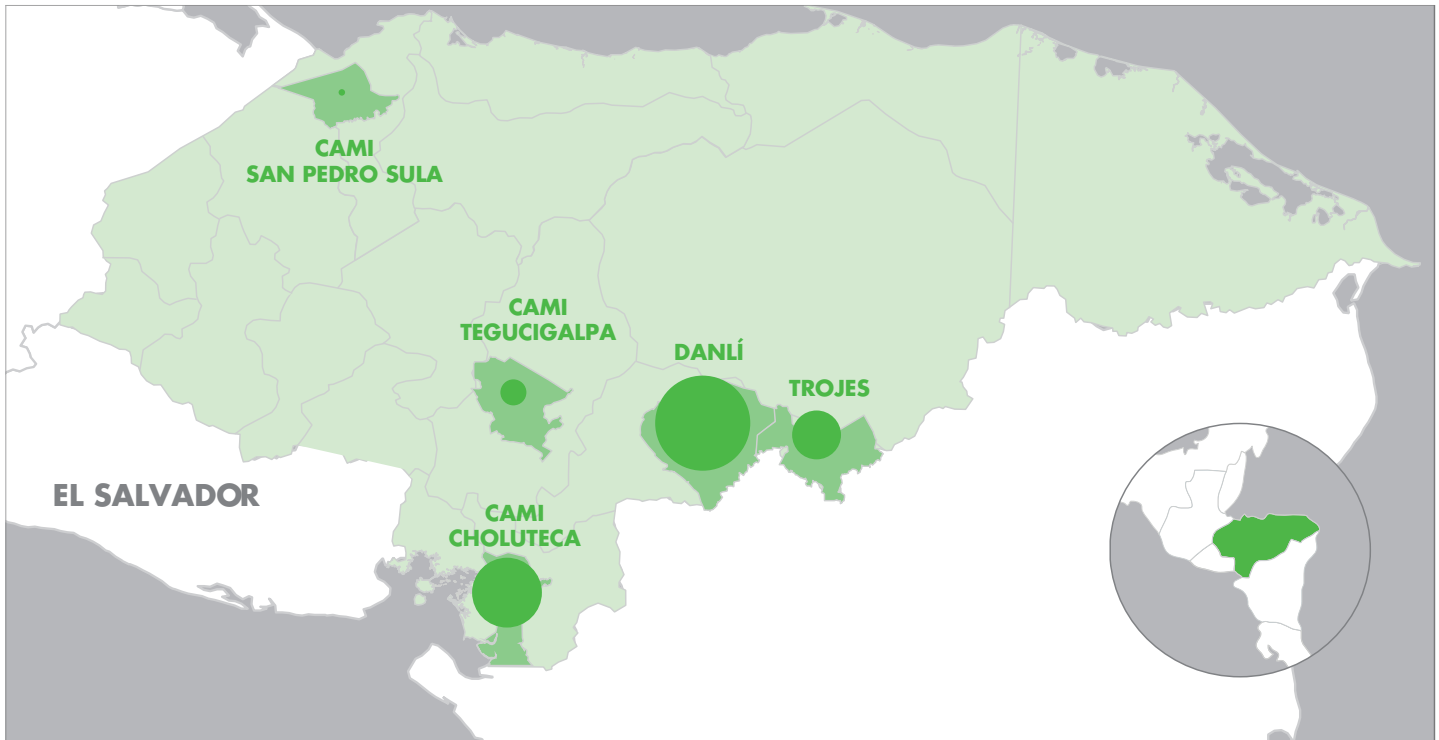 CAMI
SAN PEDRO SULA
CAMI
TEGUCIGALPA
DANLÍ
TROJES
EL SALVADOR
CAMI
CHOLUTECA